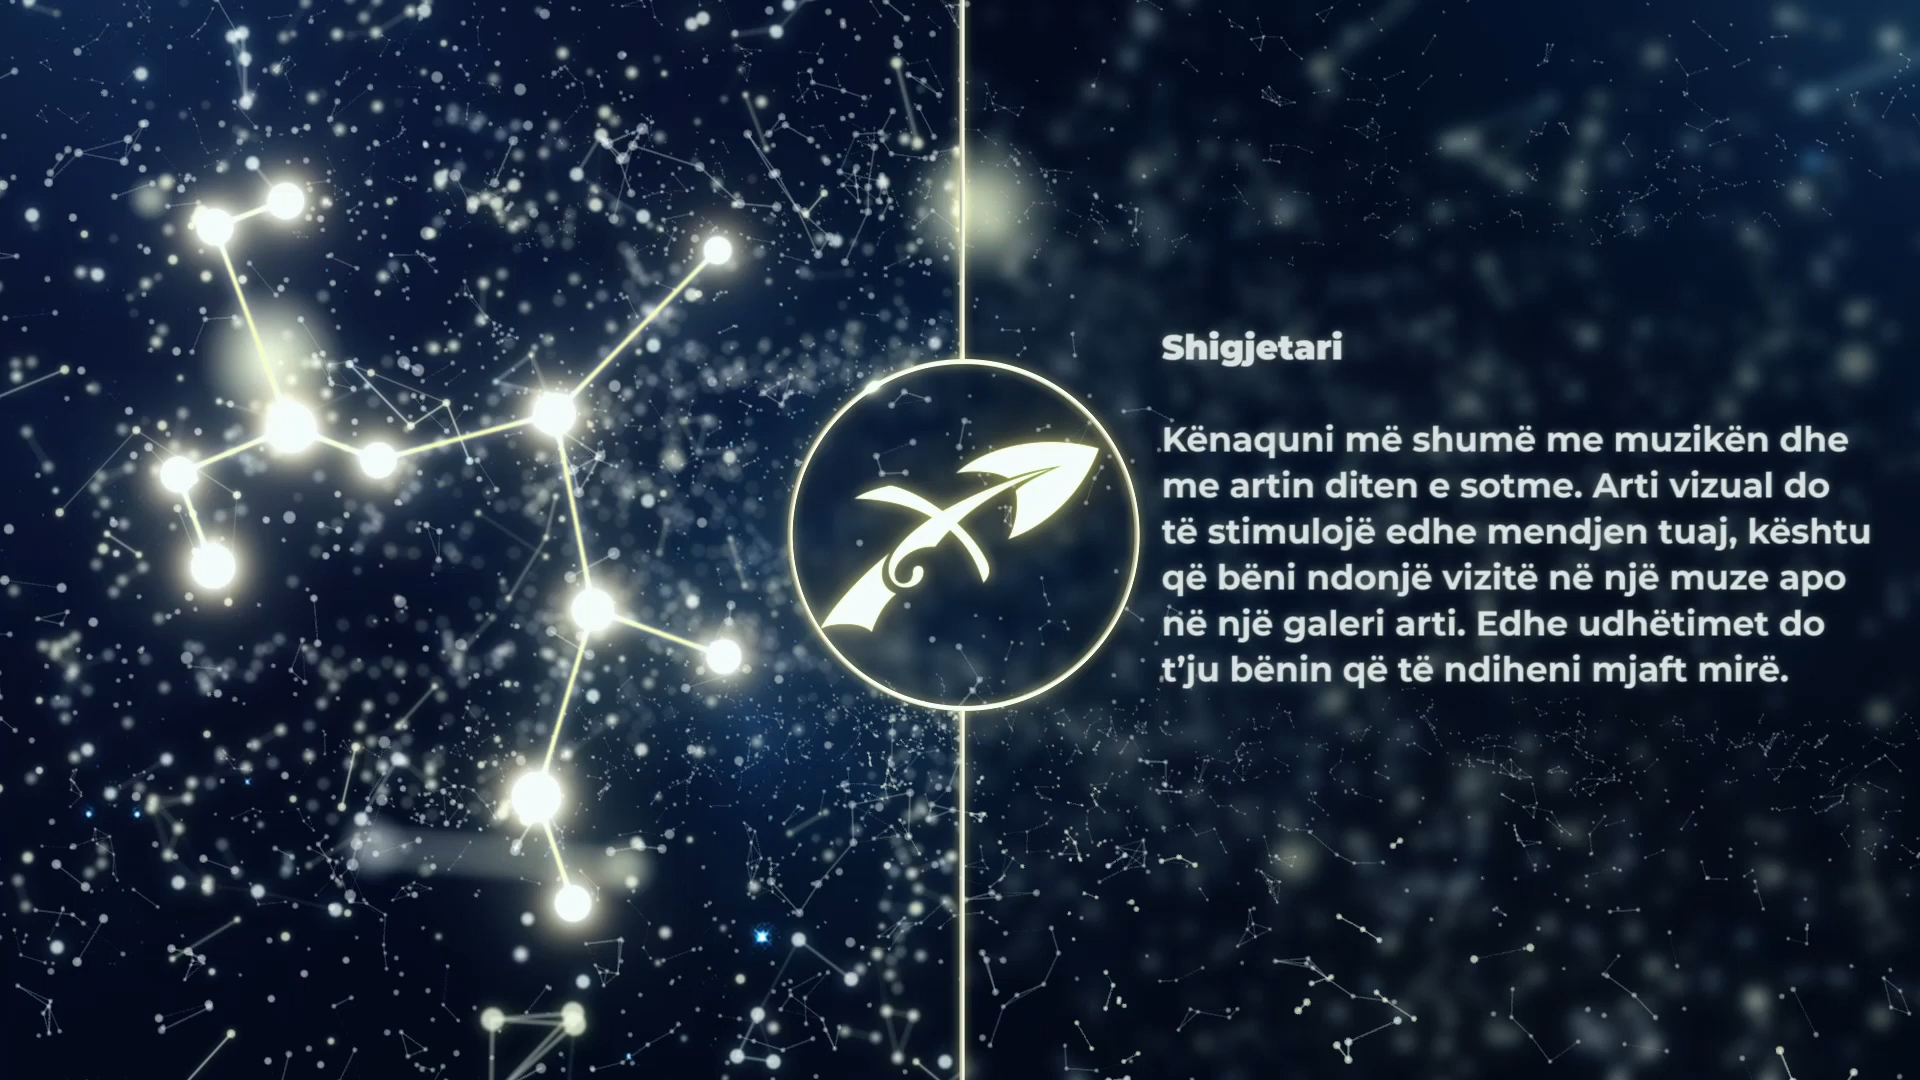 Shigjetari
Kënaquni më shumë me muzikën dhe
me artin diten e sotme. Arti vizual do
të stimulojë edhe mendjen tuaj, kështu
që bëni ndonjë vizitë në një muze apo
në një galeri arti. Edhe udhëtimet do
t’ju bënin që të ndiheni mjaft mirë.